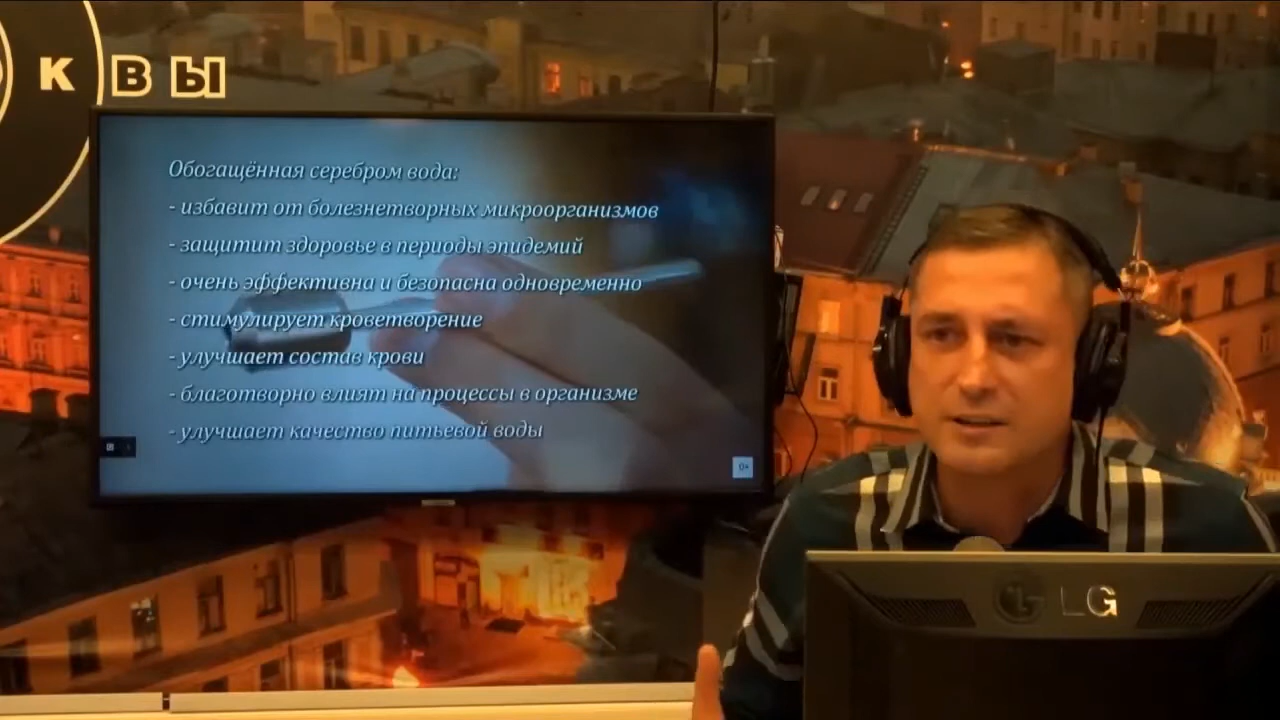 КВЫ
Обогащённая серебром вода:
- избавит от болезнетворных микроорганизмов
- защитит здоровье в периоды эпидемий
- очень эффективна и безопасна одновременно
- стимулирует кроветворение
- улучшает состав крови
- благотворно влият на процессы в организме
- улучшает качество питьевой воды
0+
LG